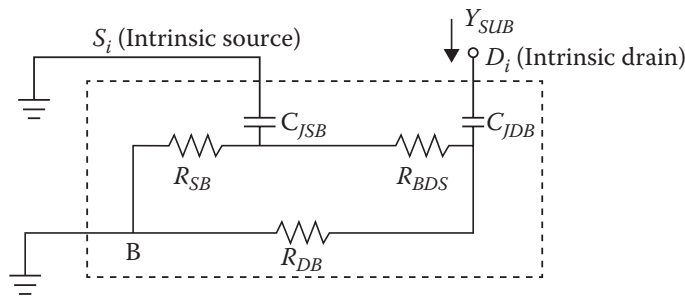 Y_SUB
S_i (Intrinsic source)
D_i (Intrinsic drain)
C_JSB
C_JDB
R_SB
R_BDS
B
R_DB